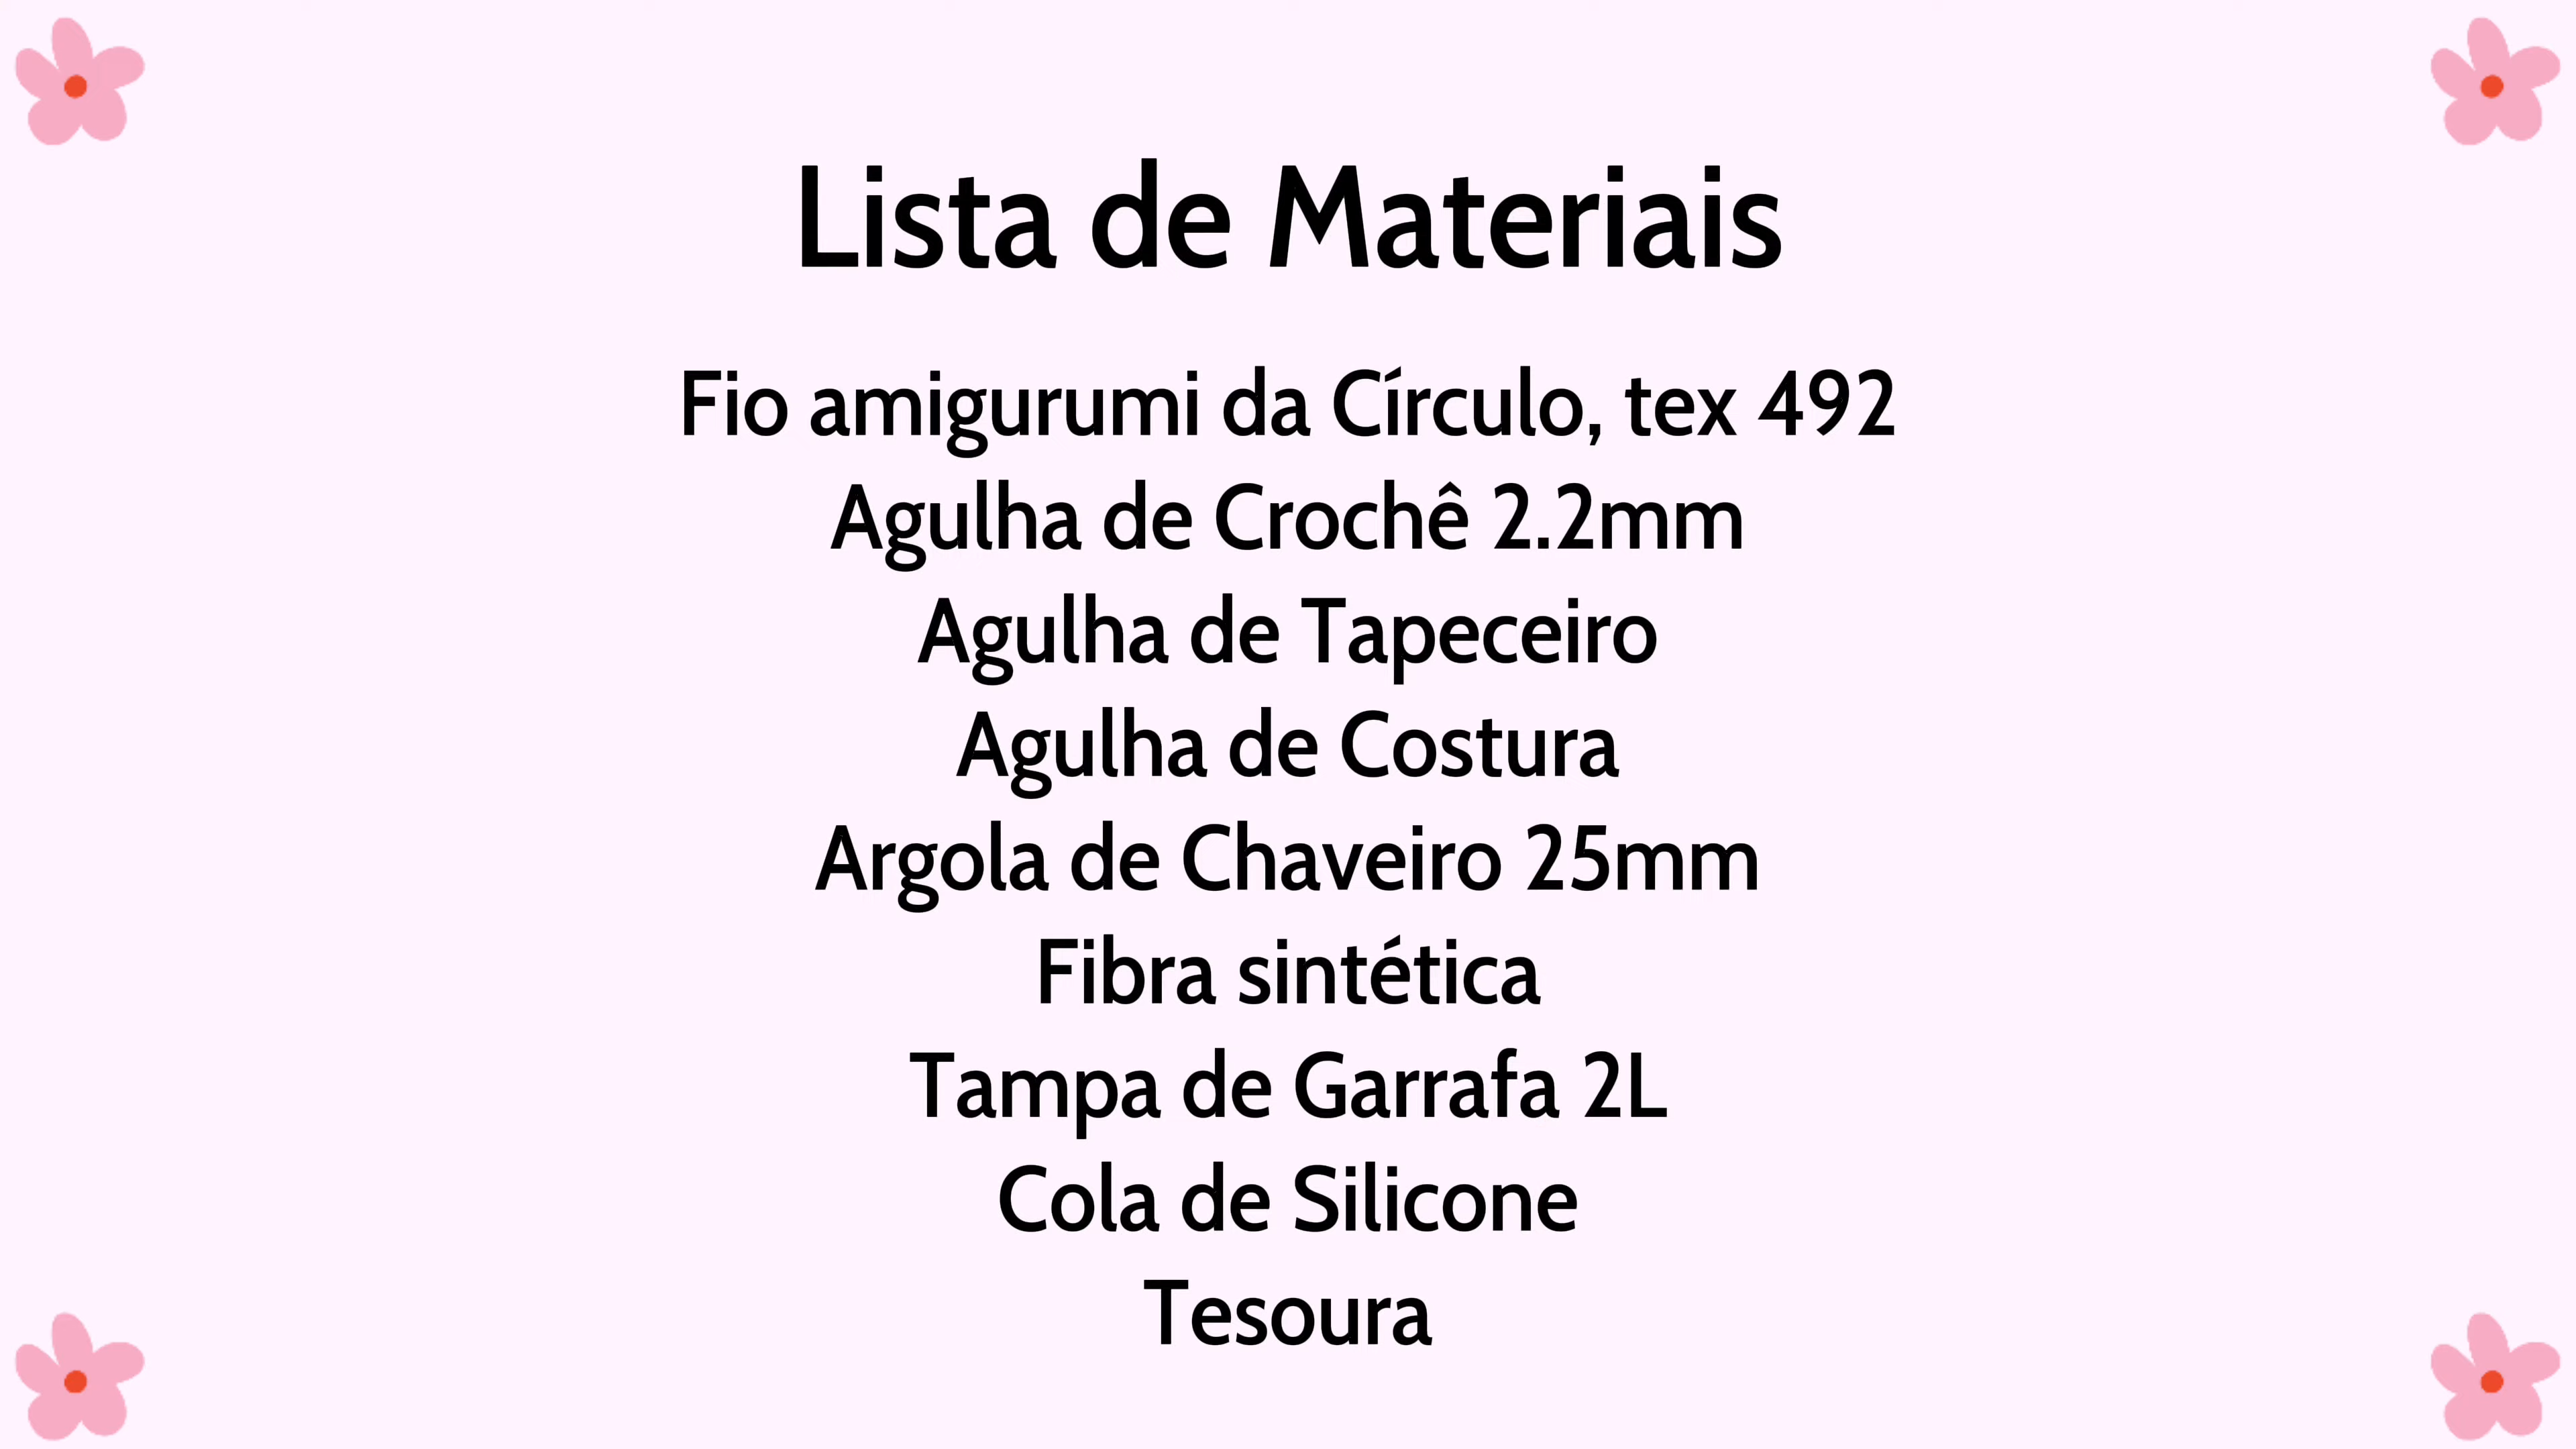 Lista de Materiais
Fio amigurumi da Círculo, tex 492
Agulha de Crochê 2.2mm
Agulha de Tapeceiro
Agulha de Costura
Argola de Chaveiro 25mm
Fibra sintética
Tampa de Garrafa 2L
Cola de Silicone
Tesoura